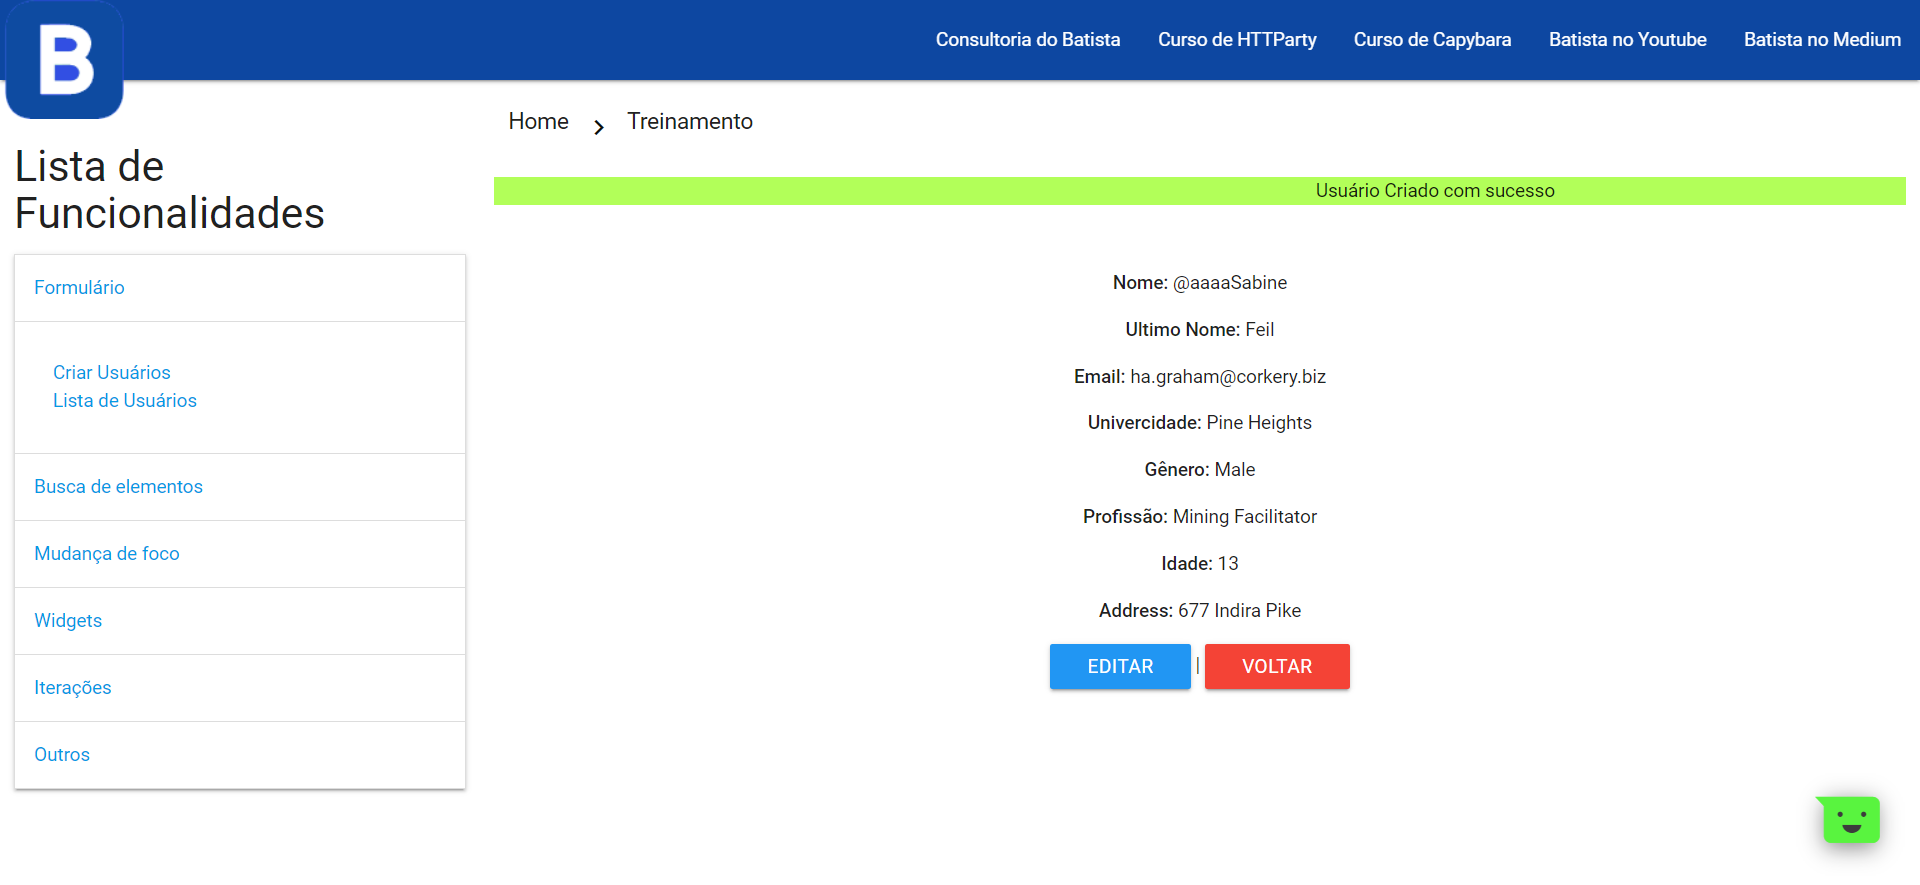 B
Consultoria do Batista
Curso de HTTParty
Curso de Capybara
Batista no Youtube
Batista no Medium
Home
Treinamento
Lista de
Funcionalidades
Formulário
Criar Usuários
Lista de Usuários
Busca de elementos
Mudança de foco
Widgets
Iterações
Outros
Usuário Criado com sucesso
Nome: @aaaaSabine
Ultimo Nome: Feil
Email: ha.graham@corkery.biz
Univercidade: Pine Heights
Gênero: Male
Profissão: Mining Facilitator
Idade: 13
Address: 677 Indira Pike
EDITAR | VOLTAR